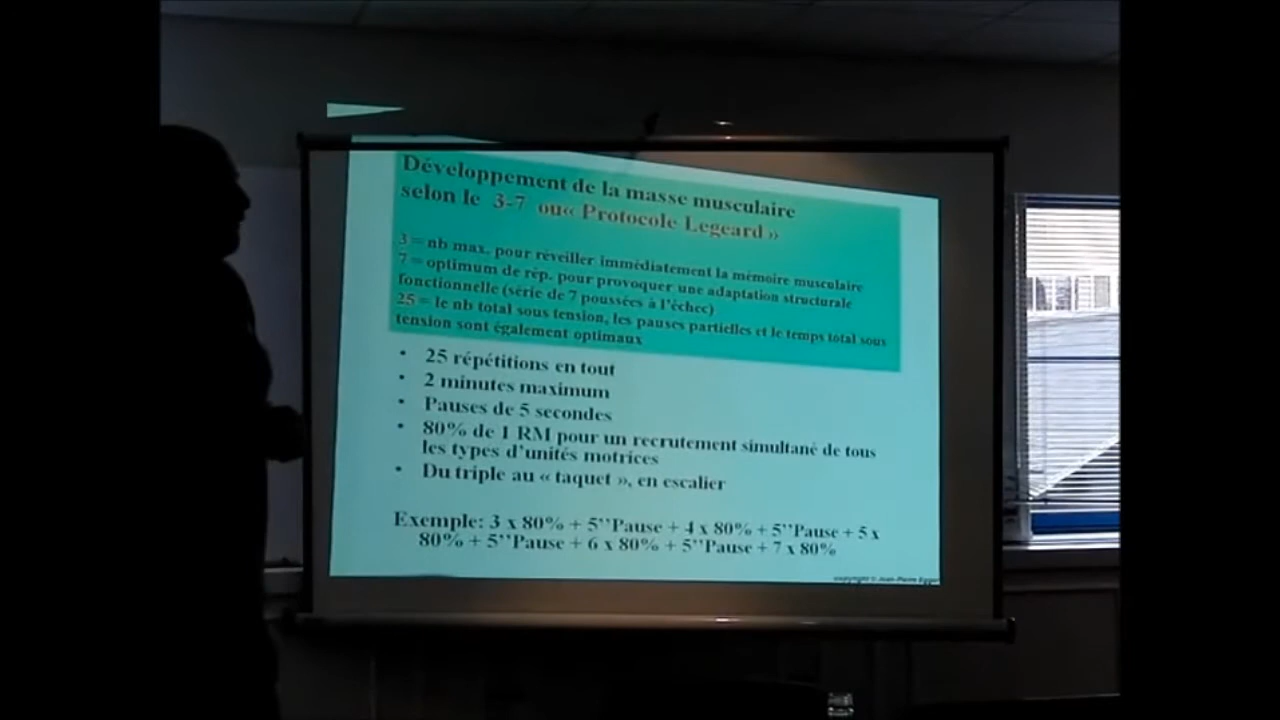 Développement de la masse musculaire
selon le 3-7 ou« Protocole Legeard »
3 = nb max. pour réveiller immédiatement la mémoire musculaire
7 = optimum de rép. pour provoquer une adaptation structurale
fonctionnelle (série de 7 poussées à l'échec)
25 = le nb total sous tension, les pauses partielles et le temps total sous
tension sont également optimaux
• 25 répétitions en tout
• 2 minutes maximum
• Pauses de 5 secondes
• 80% de 1 RM pour un recrutement simultané de tous
les types d'unités motrices
• Du triple au « taquet », en escalier
Exemple: 3 x 80% + 5’’Pause + 4 x 80% + 5’’Pause + 5 x
80% + 5’’Pause + 6 x 80% + 5’’Pause + 7 x 80%
copyright © Jean-Pierre Egger